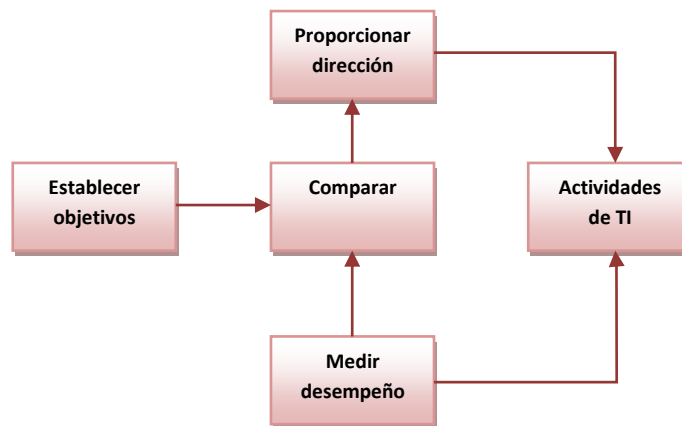 Proporcionar
dirección
Establecer
objetivos
Comparar
Actividades
de TI
Medir
desempeño